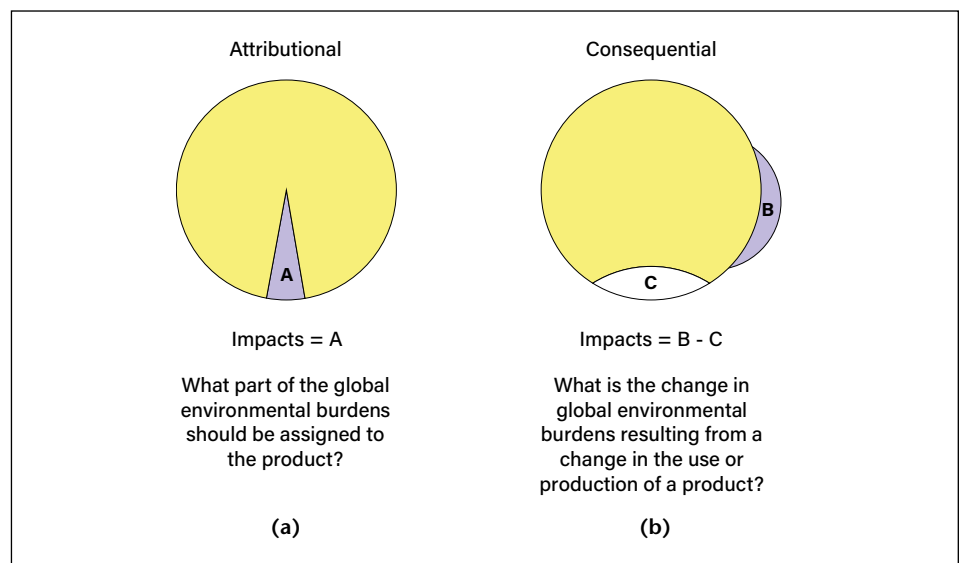 Attributional
A
Impacts = A
What part of the global
environmental burdens
should be assigned to
the product?
(a)
Consequential
B
C
Impacts = B - C
What is the change in
global environmental
burdens resulting from a
change in the use or
production of a product?
(b)